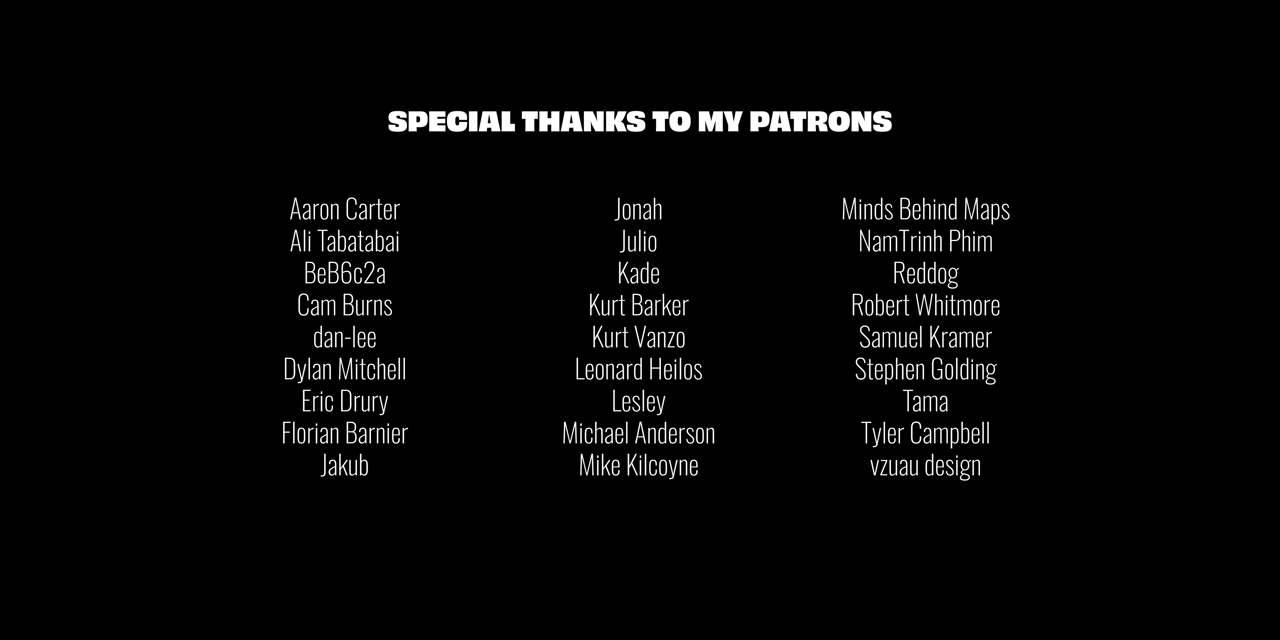 SPECIAL THANKS TO MY PATRONS
Aaron Carter
Ali Tabatabai
BeB6c2a
Cam Burns
dan-lee
Dylan Mitchell
Eric Drury
Florian Barnier
Jakub
Jonah
Julio
Kade
Kurt Barker
Kurt Vanzo
Leonard Heilos
Lesley
Michael Anderson
Mike Kilcoyne
Minds Behind Maps
NamTrinh Phim
Reddog
Robert Whitmore
Samuel Kramer
Stephen Golding
Tama
Tyler Campbell
vzuau design